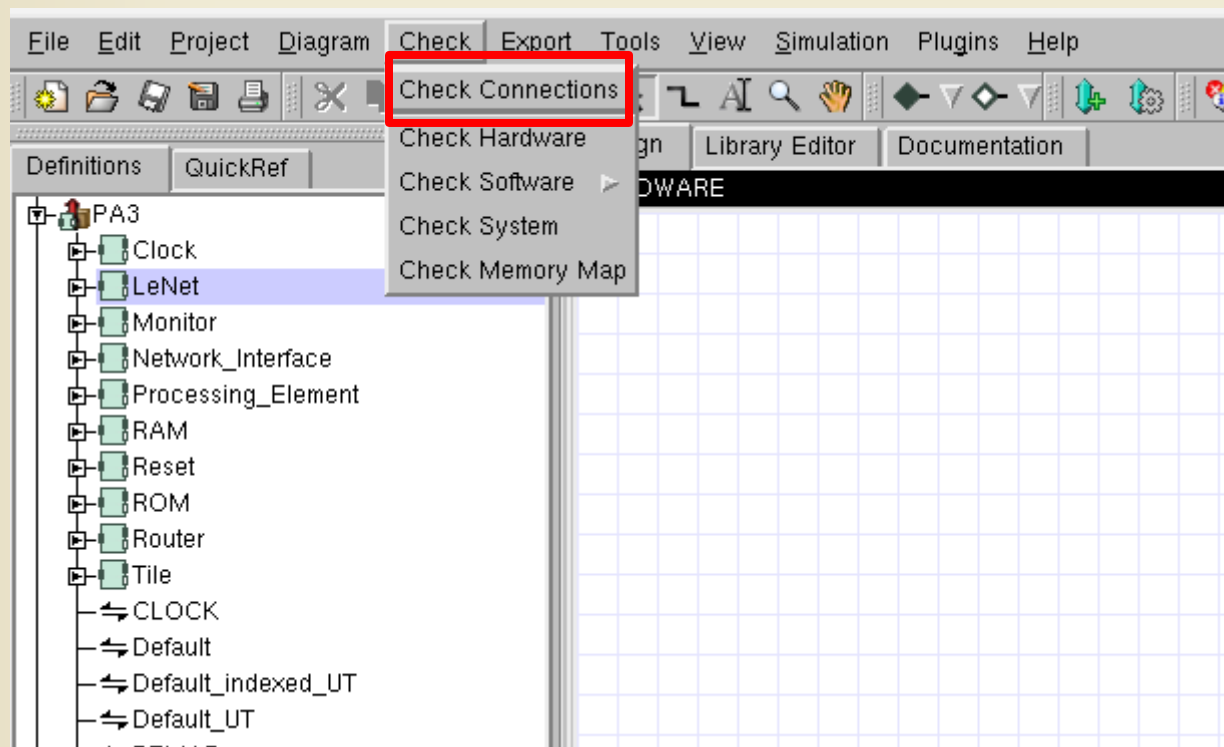 File Edit Project Diagram Check Export Tools View Simulation Plugins Help
Check Connections
Check Hardware
Check Software
Check System
Check Memory Map
gn Library Editor Documentation
Definitions QuickRef
DWARE
PA3
Clock
LeNet
Monitor
Network_Interface
Processing_Element
RAM
Reset
ROM
Router
Tile
CLOCK
Default
Default_indexed_UT
Default_UT